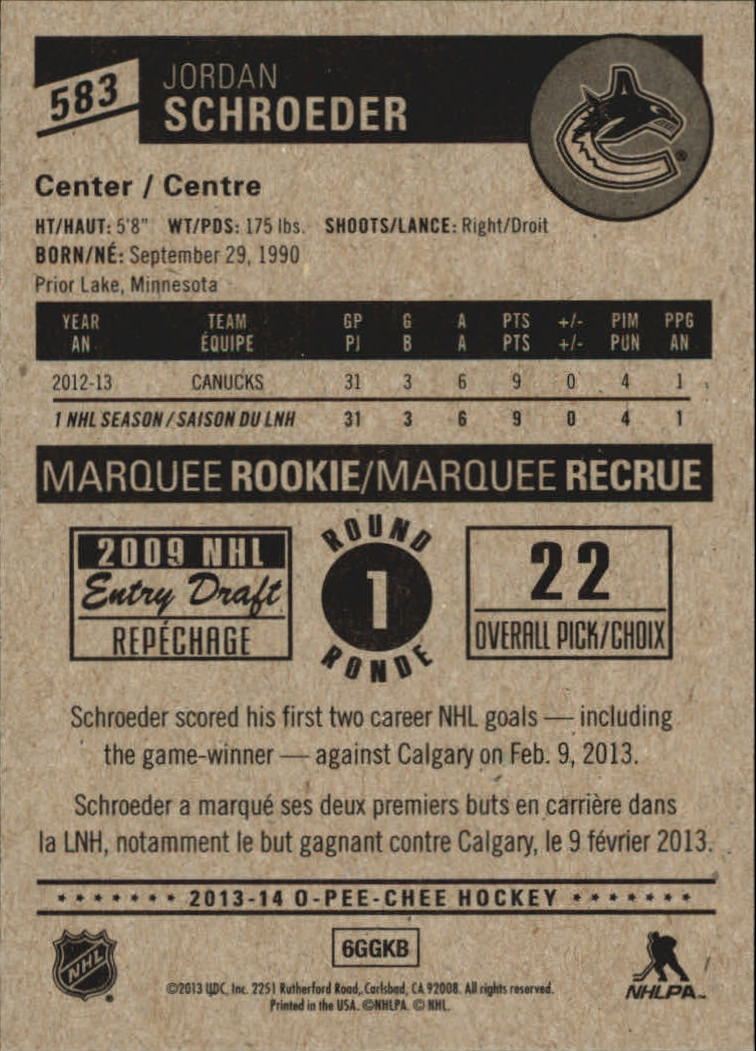 583
JORDAN
SCHROEDER
Center / Centre
HT/HAUT: 5'8" WT/PDS: 175 lbs. SHOOTS/LANCE: Right/Droit
BORN/NÉ: September 29, 1990
Prior Lake, Minnesota
YEAR TEAM GP G A PTS +/- PIM PPG
AN ÉQUIPE PJ B A PTS +/- PUN AN
2012-13 CANUCKS 31 3 6 9 0 4 1
1 NHL SEASON / SAISON DU LNH 31 3 6 9 0 4 1
MARQUEE ROOKIE/MARQUEE RECRUE
2009 NHL
Entry Draft
REPÉCHAGE
ROUND
1
RONDE
22
OVERALL PICK/CHOIX
Schroeder scored his first two career NHL goals — including
the game-winner — against Calgary on Feb. 9, 2013.
Schroeder a marqué ses deux premiers buts en carrière dans
la LNH, notamment le but gagnant contre Calgary, le 9 février 2013.
2013-14 O-PEE-CHEE HOCKEY
NHL
6GGKB
©2013 UDC, Inc. 2251 Rutherford Road, Carlsbad, CA 92008. All rights reserved.
Printed in the USA. ©NHLPA. © NHL.
NHLPA